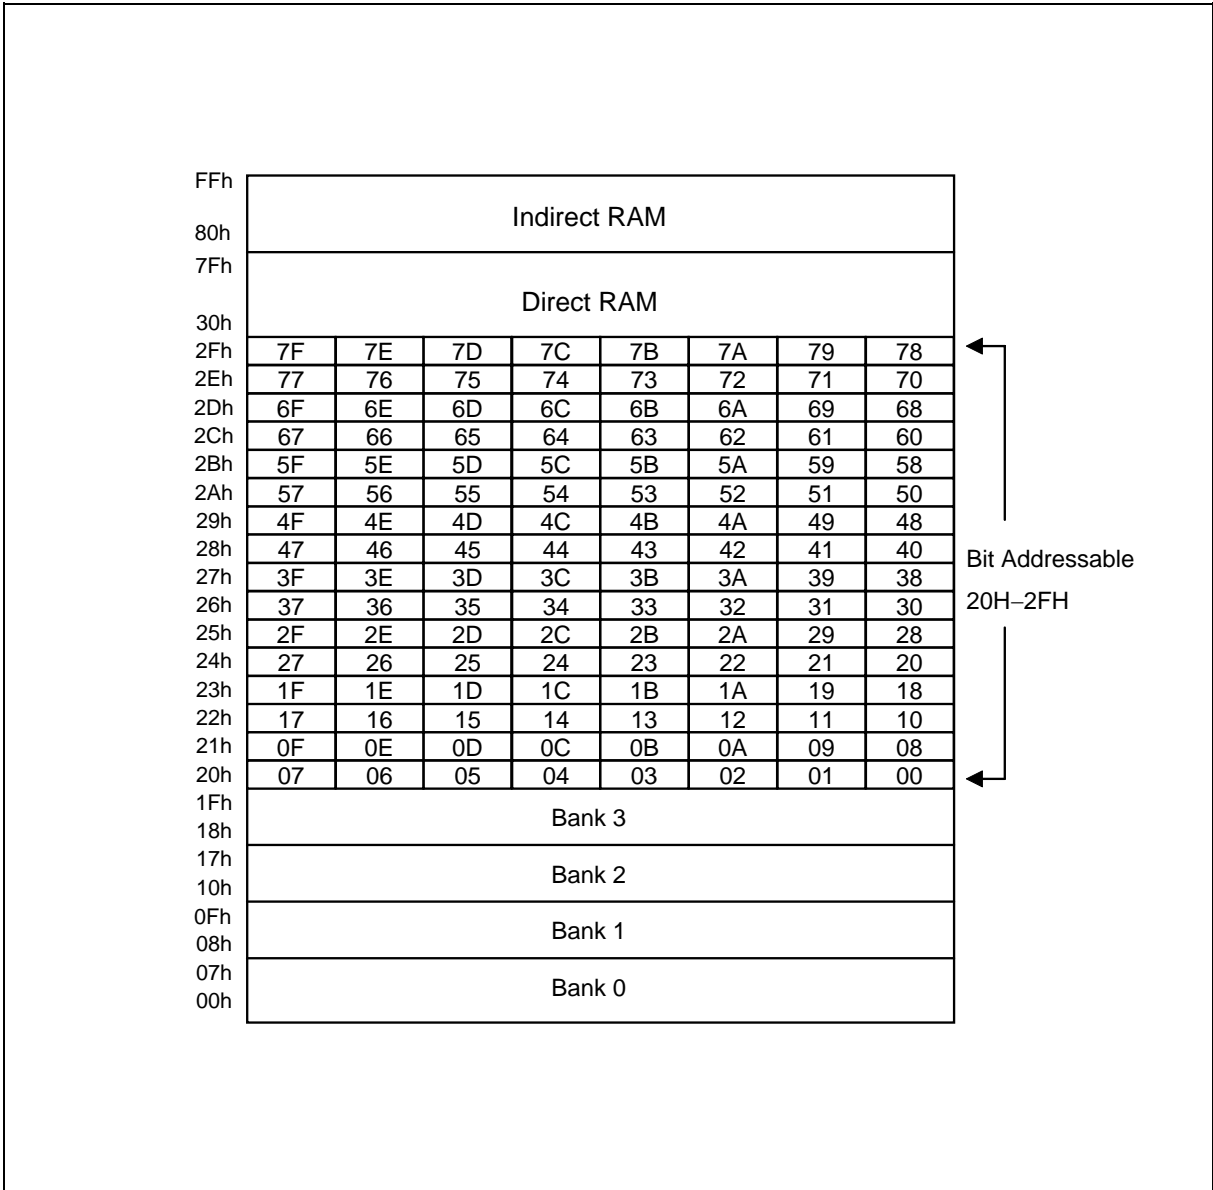 FFh
Indirect RAM
80h
7Fh
Direct RAM
30h
2Fh 7F 7E 7D 7C 7B 7A 79 78
2Eh 77 76 75 74 73 72 71 70
2Dh 6F 6E 6D 6C 6B 6A 69 68
2Ch 67 66 65 64 63 62 61 60
2Bh 5F 5E 5D 5C 5B 5A 59 58
2Ah 57 56 55 54 53 52 51 50
29h 4F 4E 4D 4C 4B 4A 49 48
28h 47 46 45 44 43 42 41 40
Bit Addressable
27h 3F 3E 3D 3C 3B 3A 39 38
26h 37 36 35 34 33 32 31 30
20H–2FH
25h 2F 2E 2D 2C 2B 2A 29 28
24h 27 26 25 24 23 22 21 20
23h 1F 1E 1D 1C 1B 1A 19 18
22h 17 16 15 14 13 12 11 10
21h 0F 0E 0D 0C 0B 0A 09 08
20h 07 06 05 04 03 02 01 00
1Fh
Bank 3
18h
17h
Bank 2
10h
0Fh
Bank 1
08h
07h
Bank 0
00h